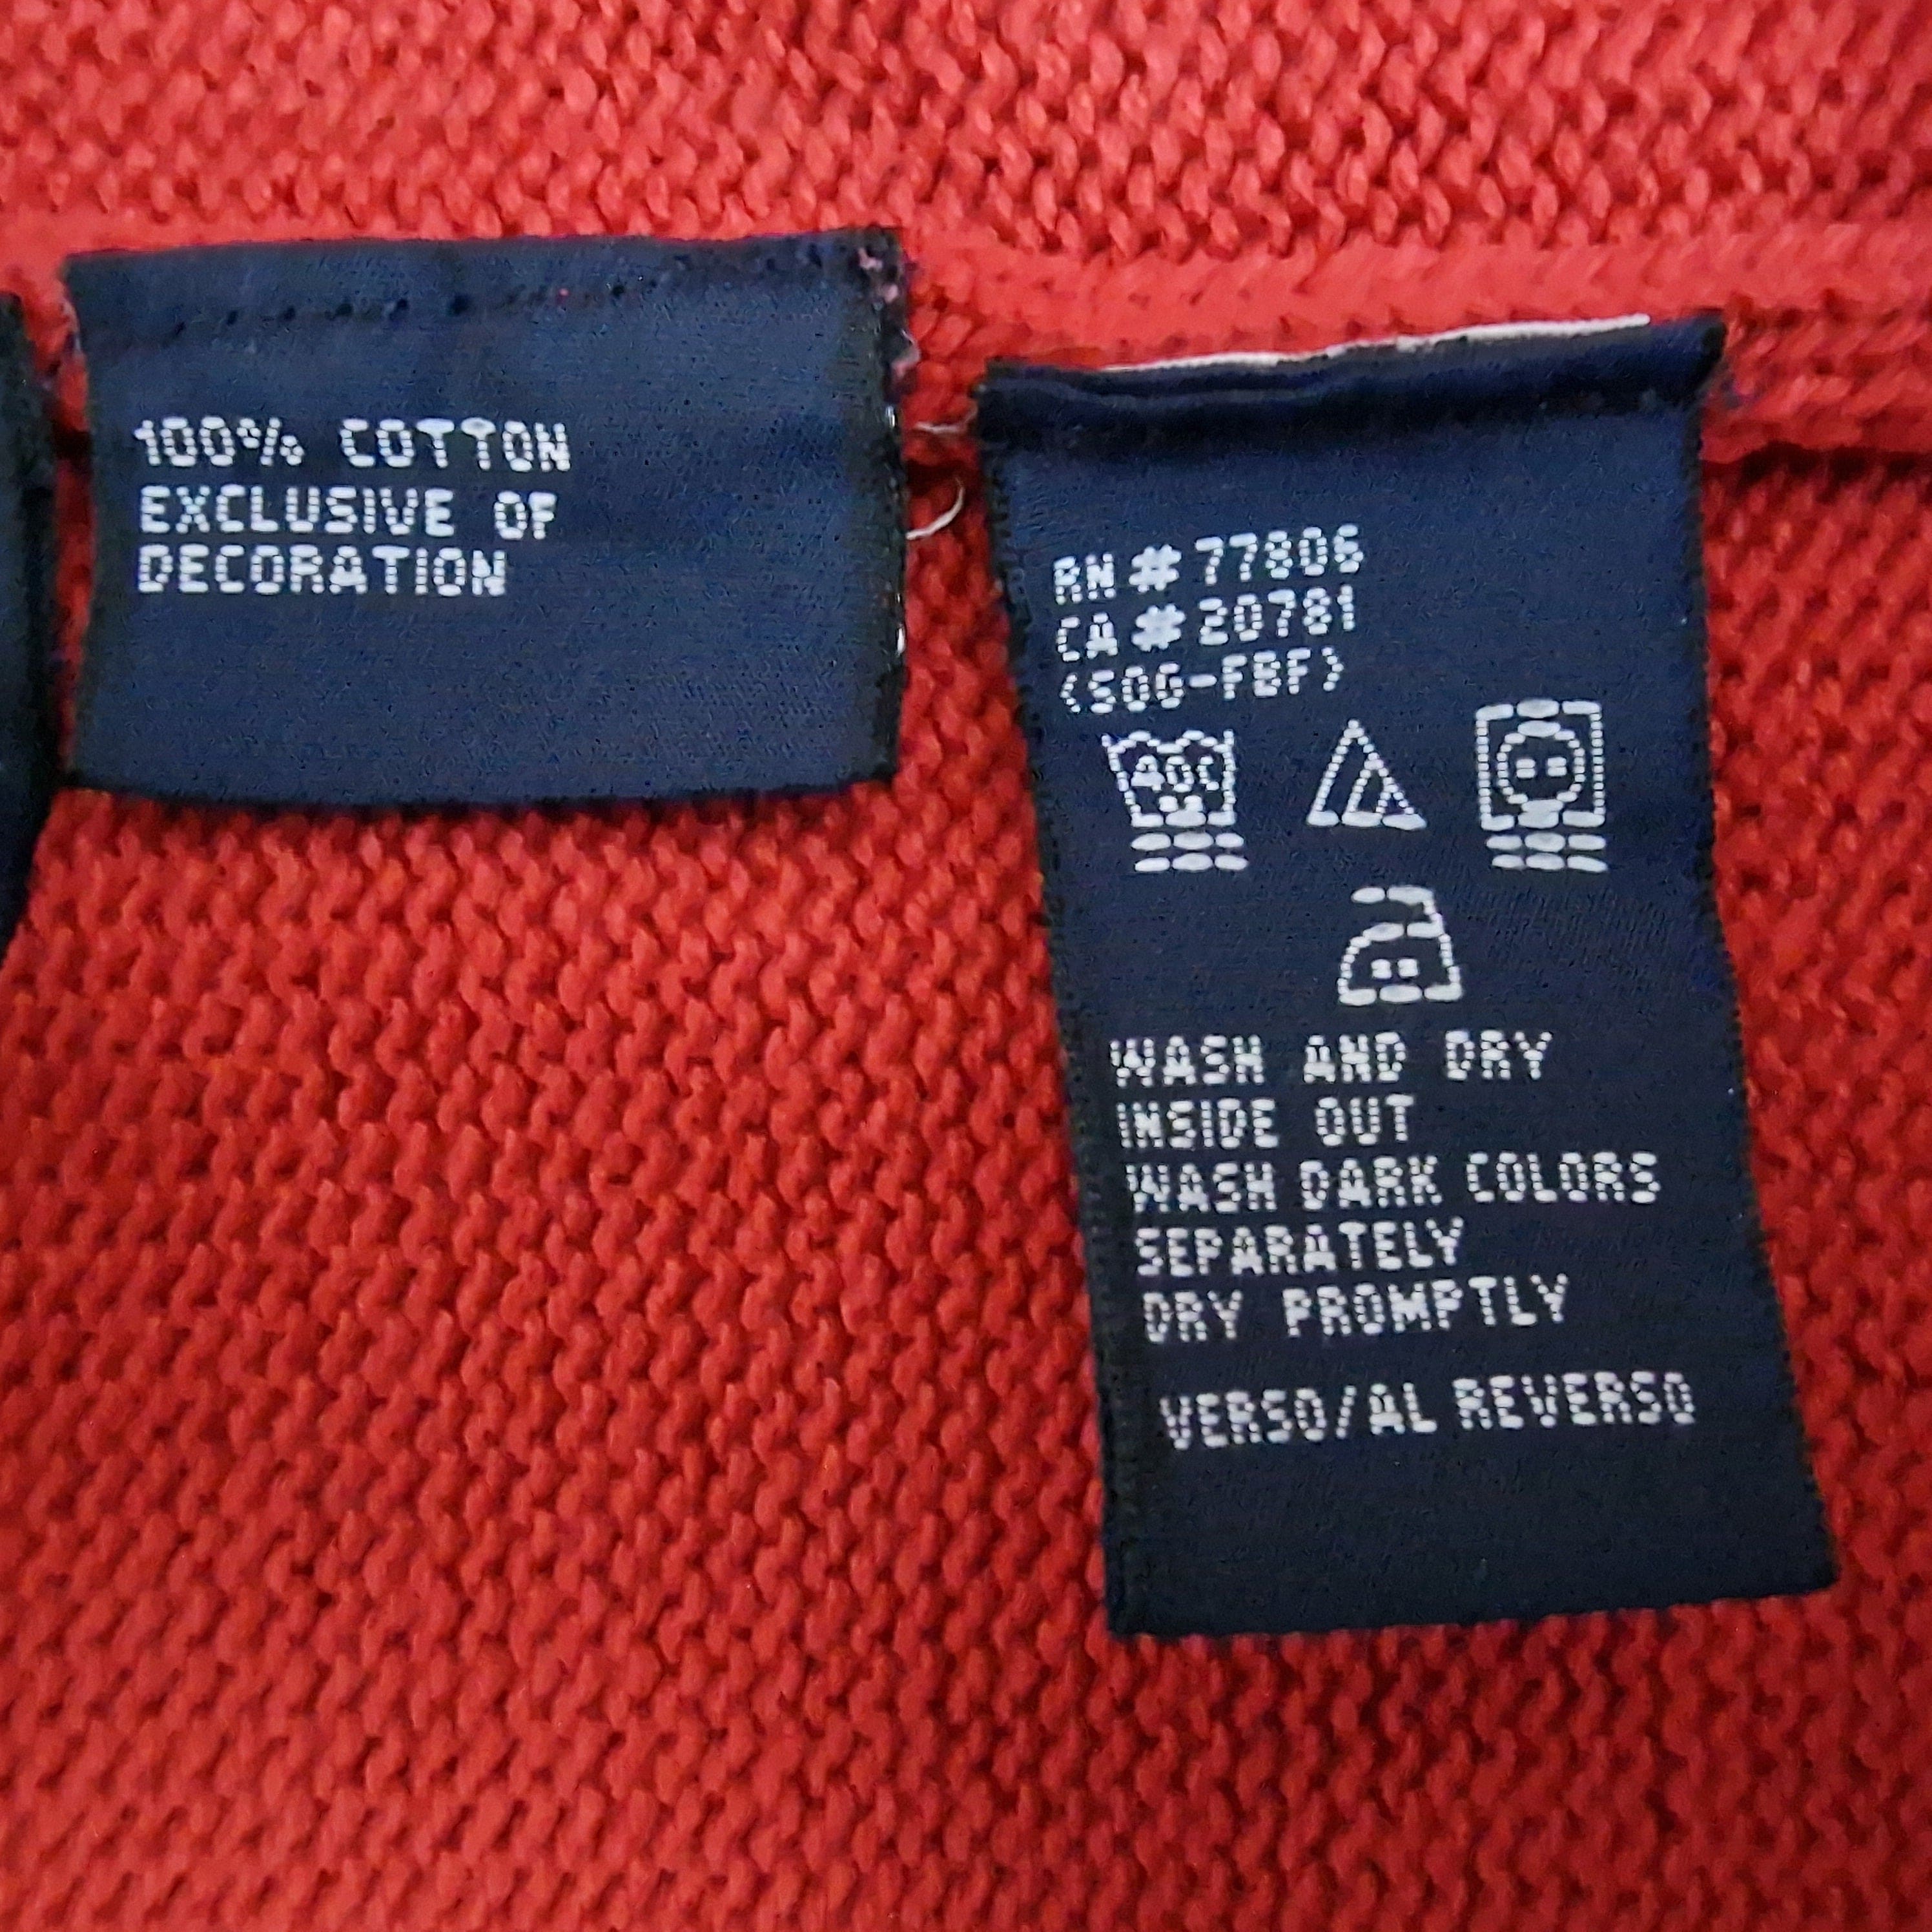 100% COTTON
EXCLUSIVE OF
DECORATION
RN # 77806
CA # 20781
(SOG-FBF)
40C
WASH AND DRY
INSIDE OUT
WASH DARK COLORS
SEPARATELY
DRY PROMPTLY
VERSO/AL REVERSO